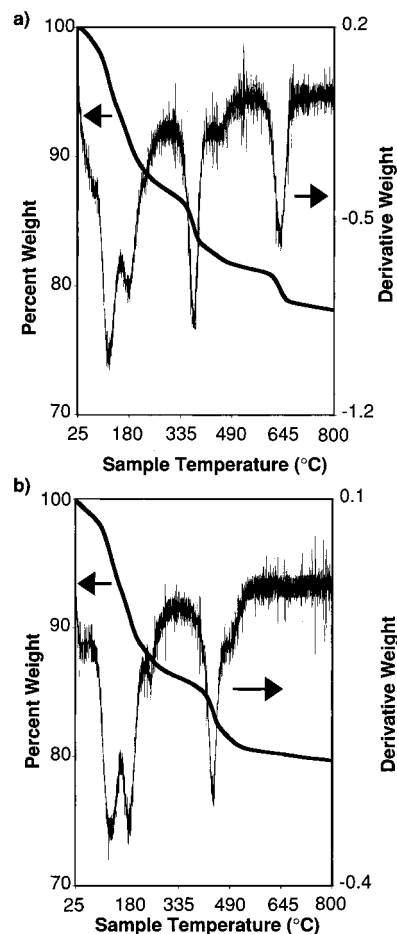 a)
100
90
80
70
Percent Weight
0.2
-0.5
-1.2
Derivative Weight
25 180 335 490 645 800
Sample Temperature (°C)
b)
100
90
80
70
Percent Weight
0.1
-0.4
Derivative Weight
25 180 335 490 645 800
Sample Temperature (°C)